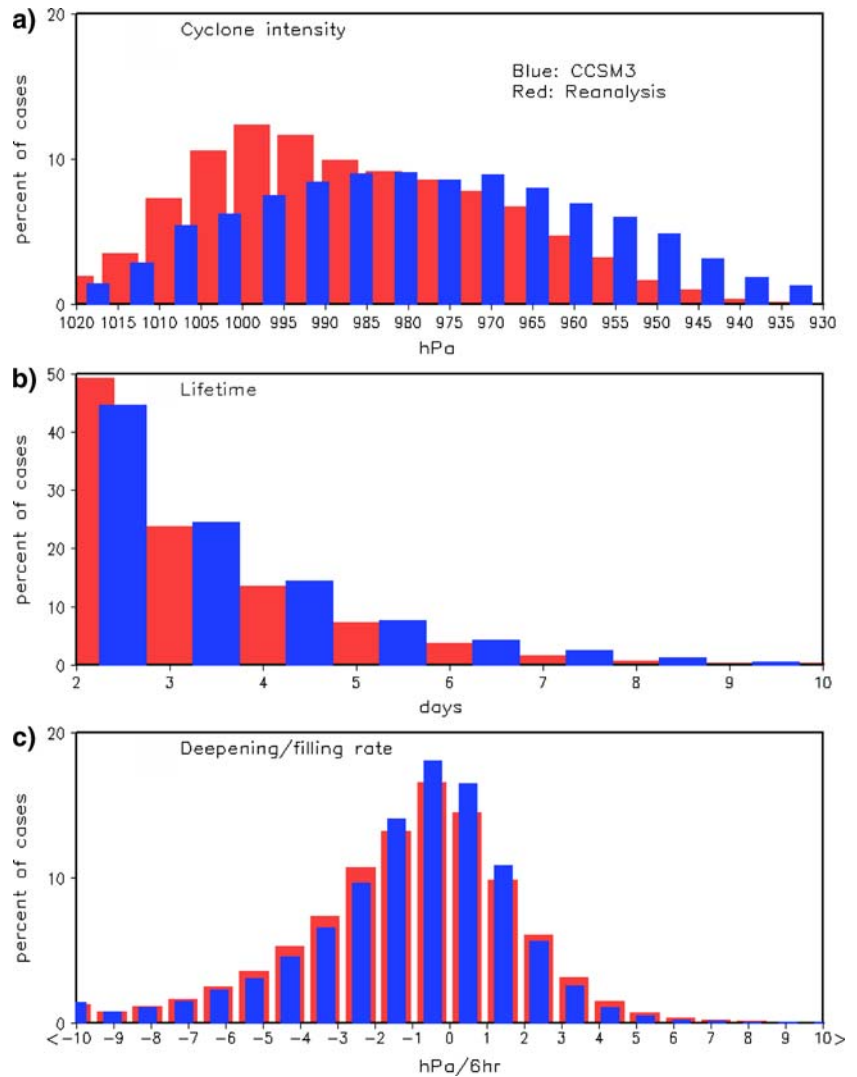 a)
20
Cyclone intensity
Blue: CCSM3
Red: Reanalysis
percent of cases
10
0
1020 1015 1010 1005 1000 995 990 985 980 975 970 965 960 955 950 945 940 935 930
hPa
b)
50
Lifetime
40
percent of cases
30
20
10
0
2 3 4 5 6 7 8 9 10
days
c)
20
Deepening/filling rate
percent of cases
10
0
<-10 -9 -8 -7 -6 -5 -4 -3 -2 -1 0 1 2 3 4 5 6 7 8 9 10>
hPa/6hr